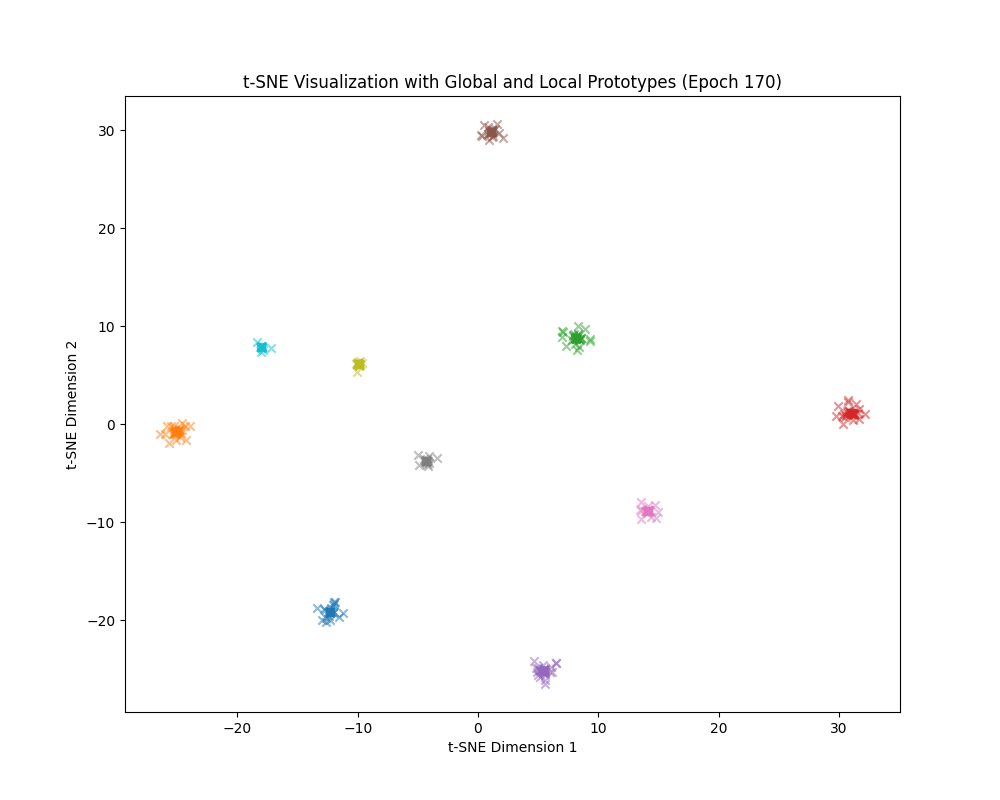 t-SNE Visualization with Global and Local Prototypes (Epoch 170)
30
20
10
0
−10
−20
t-SNE Dimension 2
−20 −10 0 10 20 30
t-SNE Dimension 1